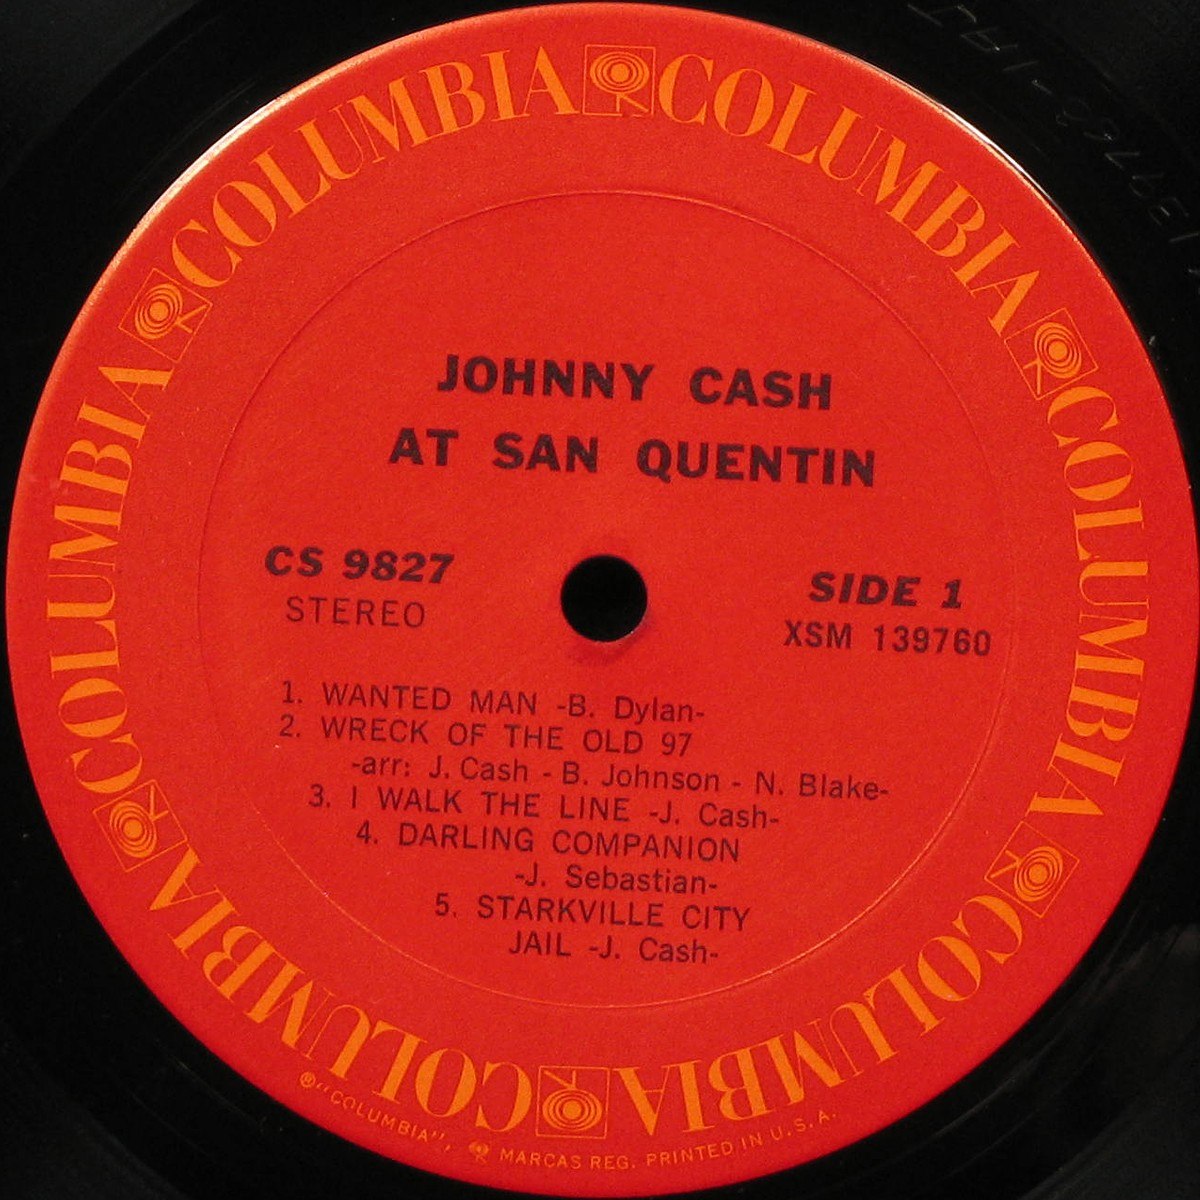 COLUMBIA COLUMBIA COLUMBIA COLUMBIA COLUMBIA COLUMBIA
JOHNNY CASH
AT SAN QUENTIN
CS 9827
STEREO
SIDE 1
XSM 139760
1. WANTED MAN -B. Dylan-
2. WRECK OF THE OLD 97
-arr: J. Cash - B. Johnson - N. Blake-
3. I WALK THE LINE -J. Cash-
4. DARLING COMPANION
-J. Sebastian-
5. STARKVILLE CITY
JAIL -J. Cash-
®"COLUMBIA", MARCAS REG. PRINTED IN U.S.A.